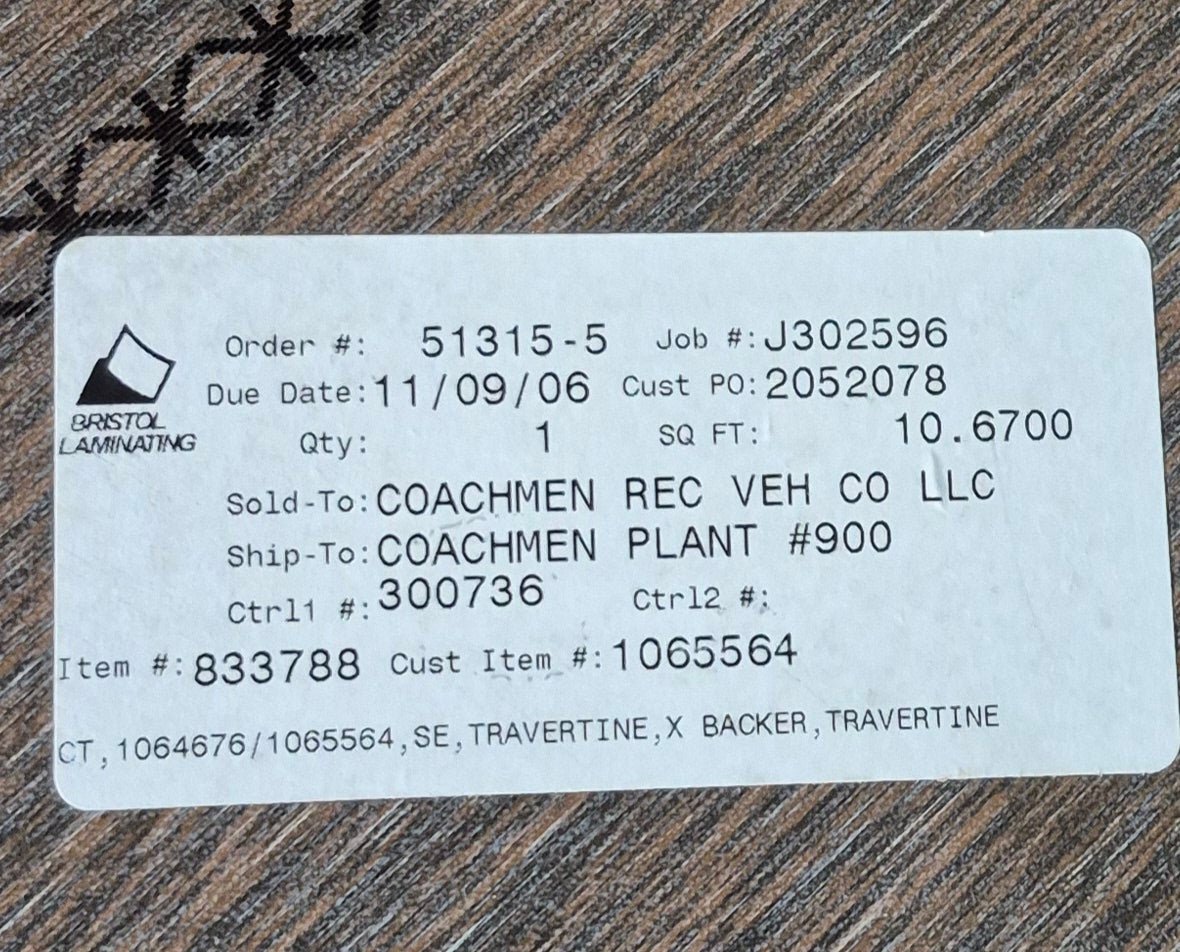 Order #: 51315-5 Job #:J302596
Due Date:11/09/06 Cust PO:2052078
BRISTOL
LAMINATING
Qty: 1 SQ FT: 10.6700
Sold-To:COACHMEN REC VEH CO LLC
Ship-To:COACHMEN PLANT #900
Ctrl1 #:300736 Ctrl2 #:
Item #:833788 Cust Item #:1065564
CT,1064676/1065564,SE,TRAVERTINE,X BACKER,TRAVERTINE